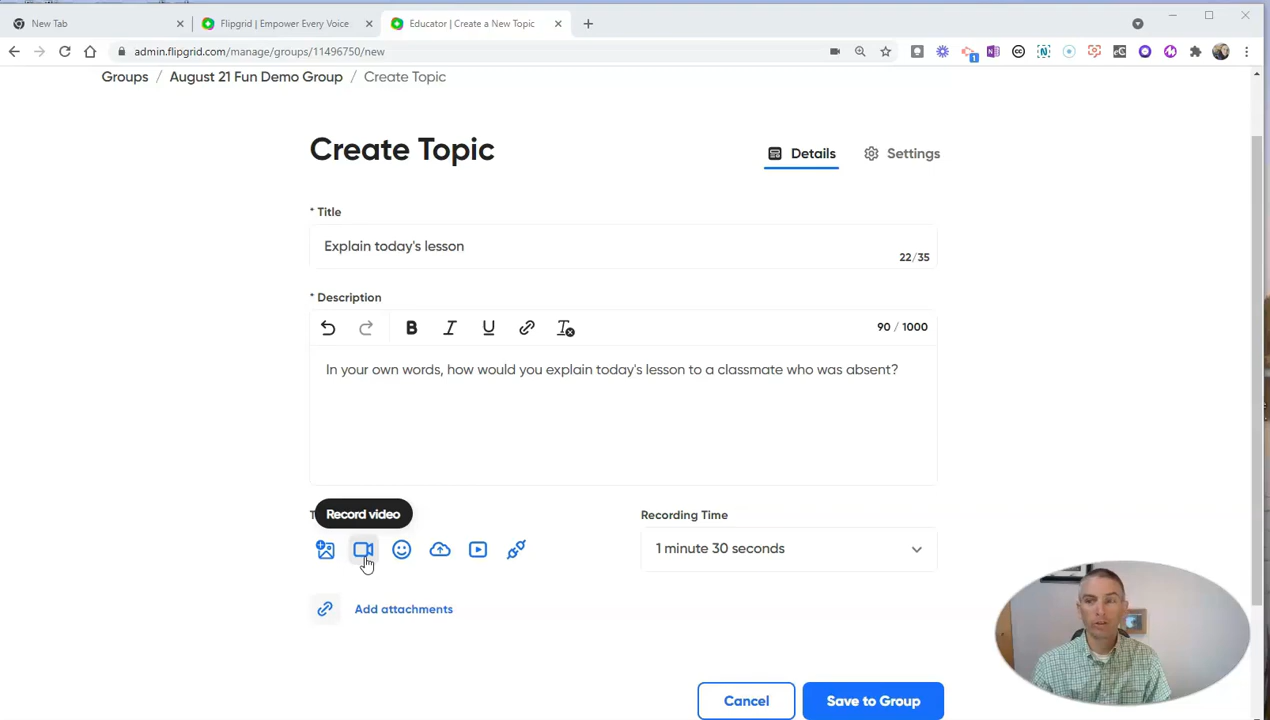 New Tab
Flipgrid | Empower Every Voice
Educator | Create a New Topic
admin.flipgrid.com/manage/groups/11496750/new
1
Groups / August 21 Fun Demo Group / Create Topic
Create Topic
Details
Settings
* Title
Explain today's lesson
22/35
* Description
B I U
90 / 1000
In your own words, how would you explain today's lesson to a classmate who was absent?
Record video
Recording Time
1 minute 30 seconds
Add attachments
Cancel
Save to Group